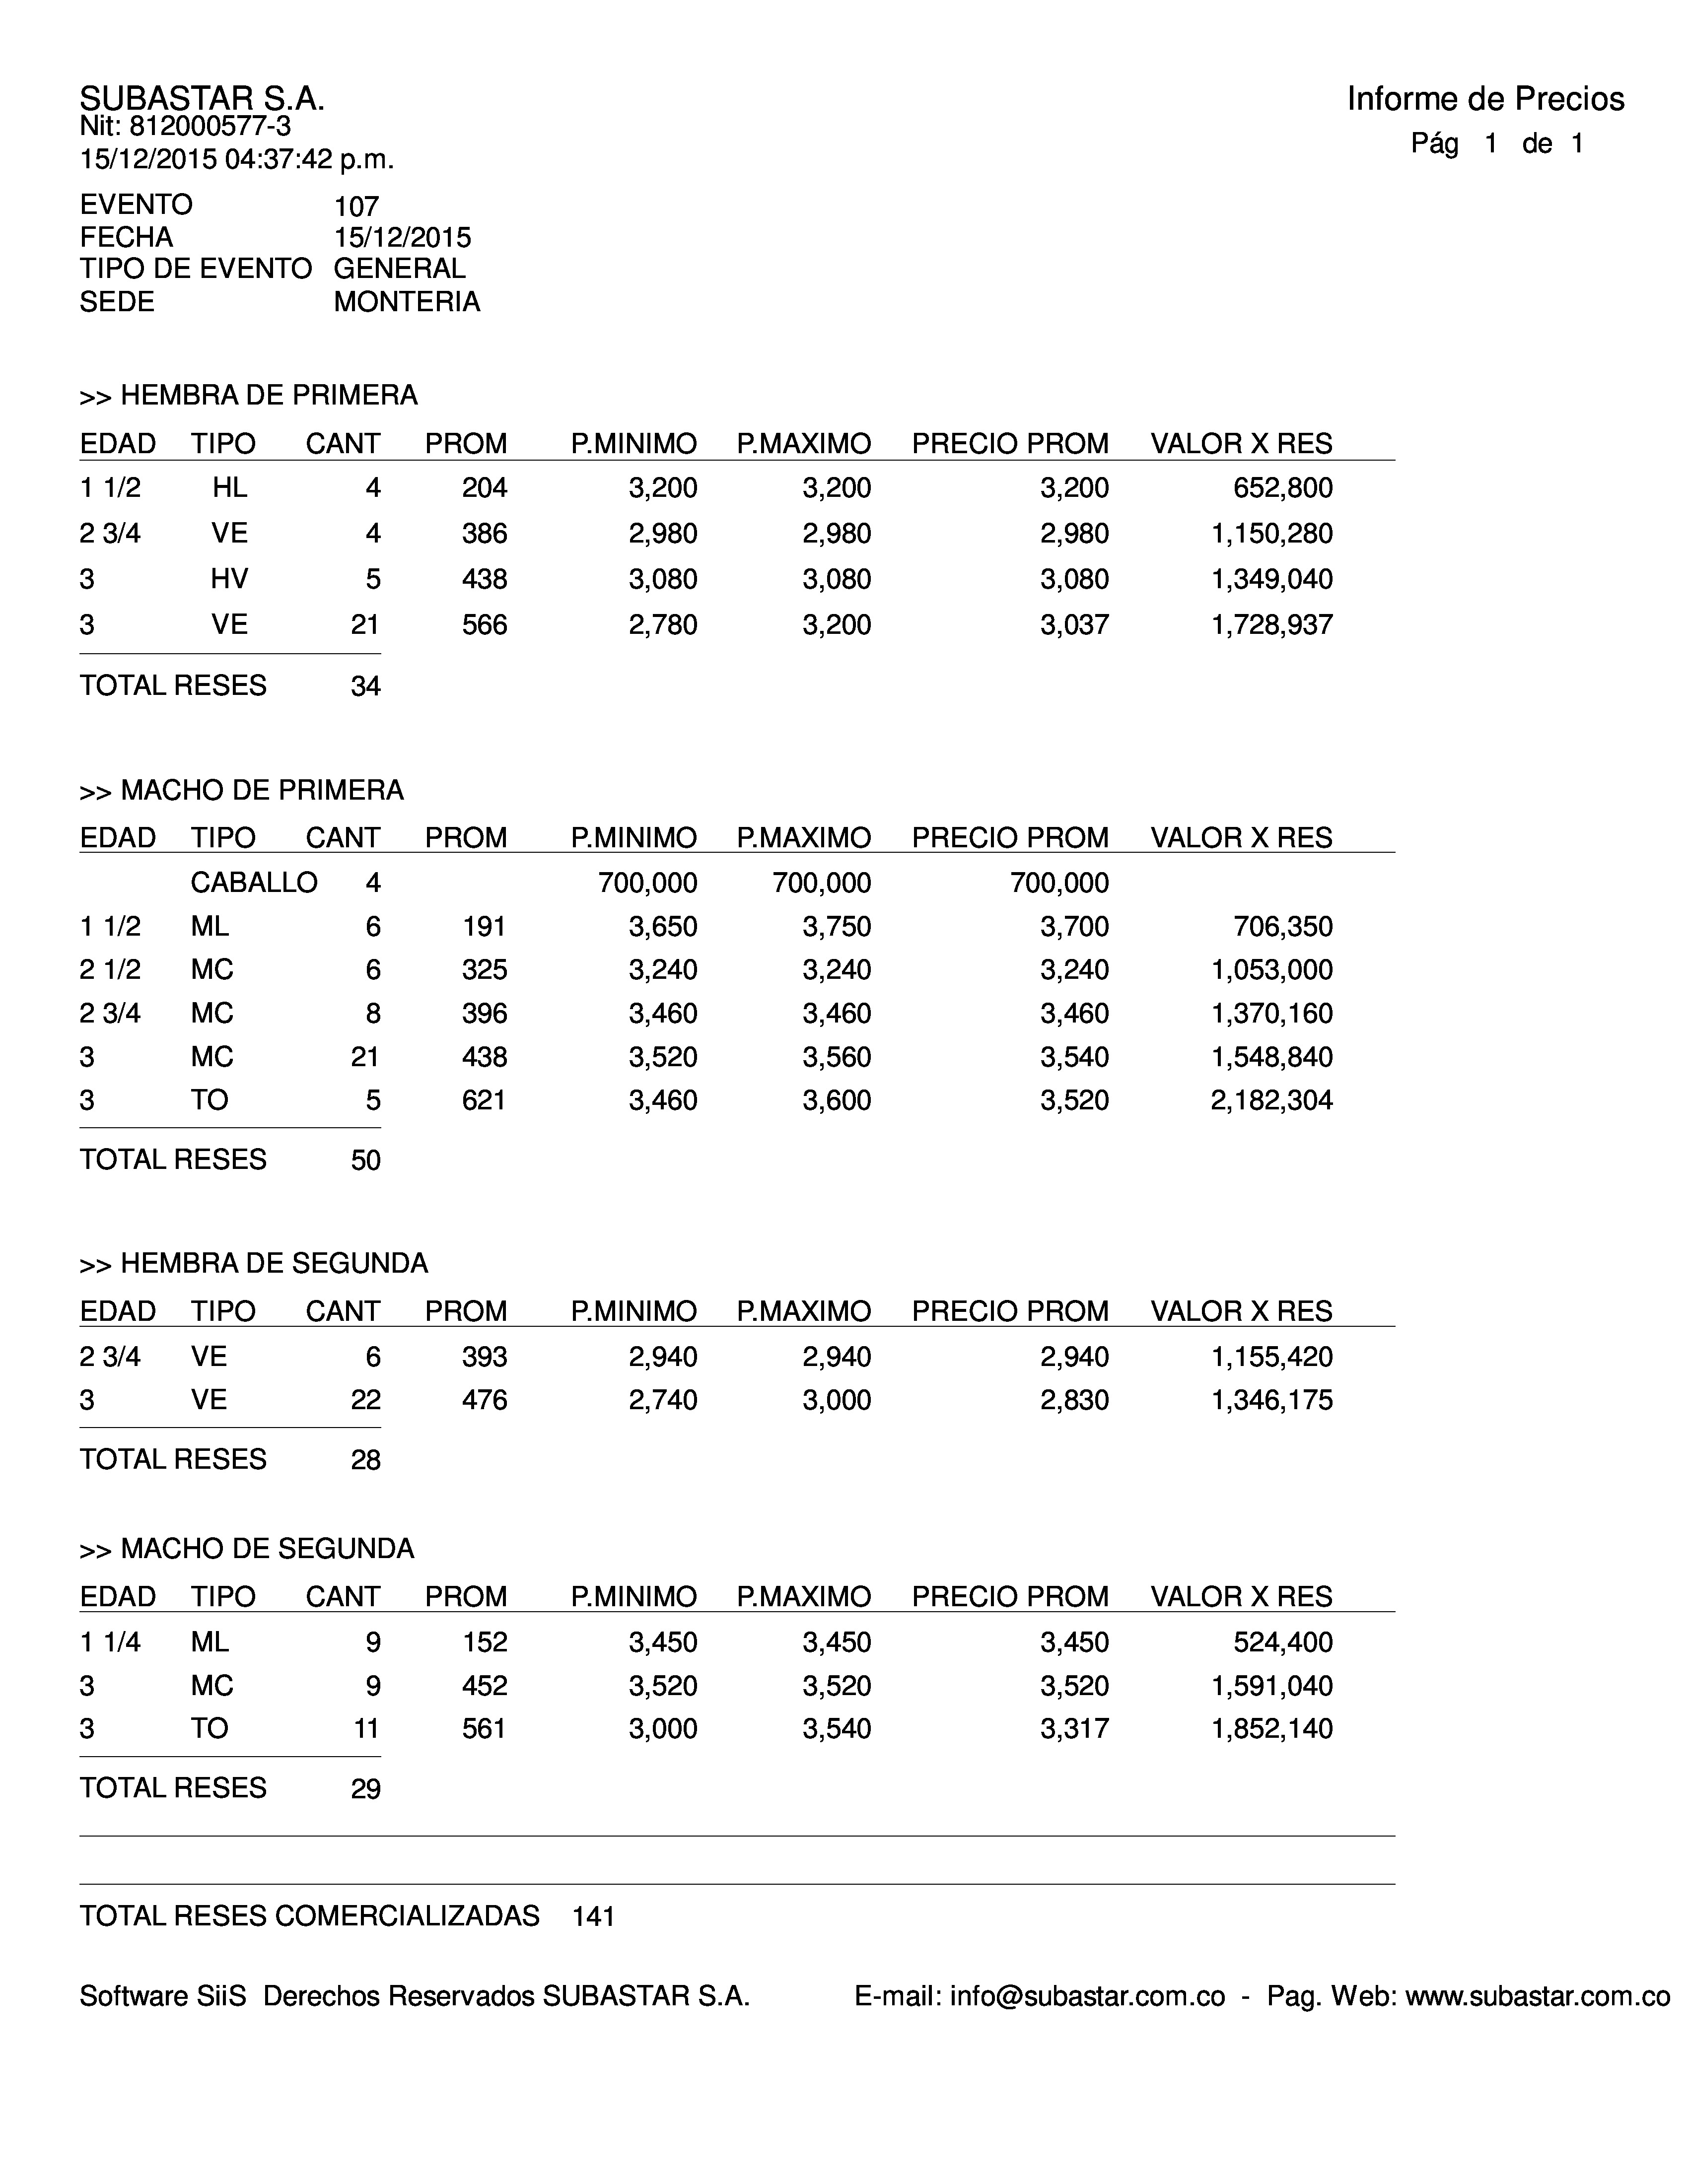 SUBASTAR S.A.
Informe de Precios
Nit: 812000577-3
Pág 1 de 1
15/12/2015 04:37:42 p.m.
EVENTO 107
FECHA 15/12/2015
TIPO DE EVENTO GENERAL
SEDE MONTERIA
>> HEMBRA DE PRIMERA
EDAD TIPO CANT PROM P.MINIMO P.MAXIMO PRECIO PROM VALOR X RES
1 1/2 HL 4 204 3,200 3,200 3,200 652,800
2 3/4 VE 4 386 2,980 2,980 2,980 1,150,280
3 HV 5 438 3,080 3,080 3,080 1,349,040
3 VE 21 566 2,780 3,200 3,037 1,728,937
TOTAL RESES 34
>> MACHO DE PRIMERA
EDAD TIPO CANT PROM P.MINIMO P.MAXIMO PRECIO PROM VALOR X RES
CABALLO 4 700,000 700,000 700,000
1 1/2 ML 6 191 3,650 3,750 3,700 706,350
2 1/2 MC 6 325 3,240 3,240 3,240 1,053,000
2 3/4 MC 8 396 3,460 3,460 3,460 1,370,160
3 MC 21 438 3,520 3,560 3,540 1,548,840
3 TO 5 621 3,460 3,600 3,520 2,182,304
TOTAL RESES 50
>> HEMBRA DE SEGUNDA
EDAD TIPO CANT PROM P.MINIMO P.MAXIMO PRECIO PROM VALOR X RES
2 3/4 VE 6 393 2,940 2,940 2,940 1,155,420
3 VE 22 476 2,740 3,000 2,830 1,346,175
TOTAL RESES 28
>> MACHO DE SEGUNDA
EDAD TIPO CANT PROM P.MINIMO P.MAXIMO PRECIO PROM VALOR X RES
1 1/4 ML 9 152 3,450 3,450 3,450 524,400
3 MC 9 452 3,520 3,520 3,520 1,591,040
3 TO 11 561 3,000 3,540 3,317 1,852,140
TOTAL RESES 29
TOTAL RESES COMERCIALIZADAS 141
Software SiiS Derechos Reservados SUBASTAR S.A. E-mail: info@subastar.com.co - Pag. Web: www.subastar.com.co